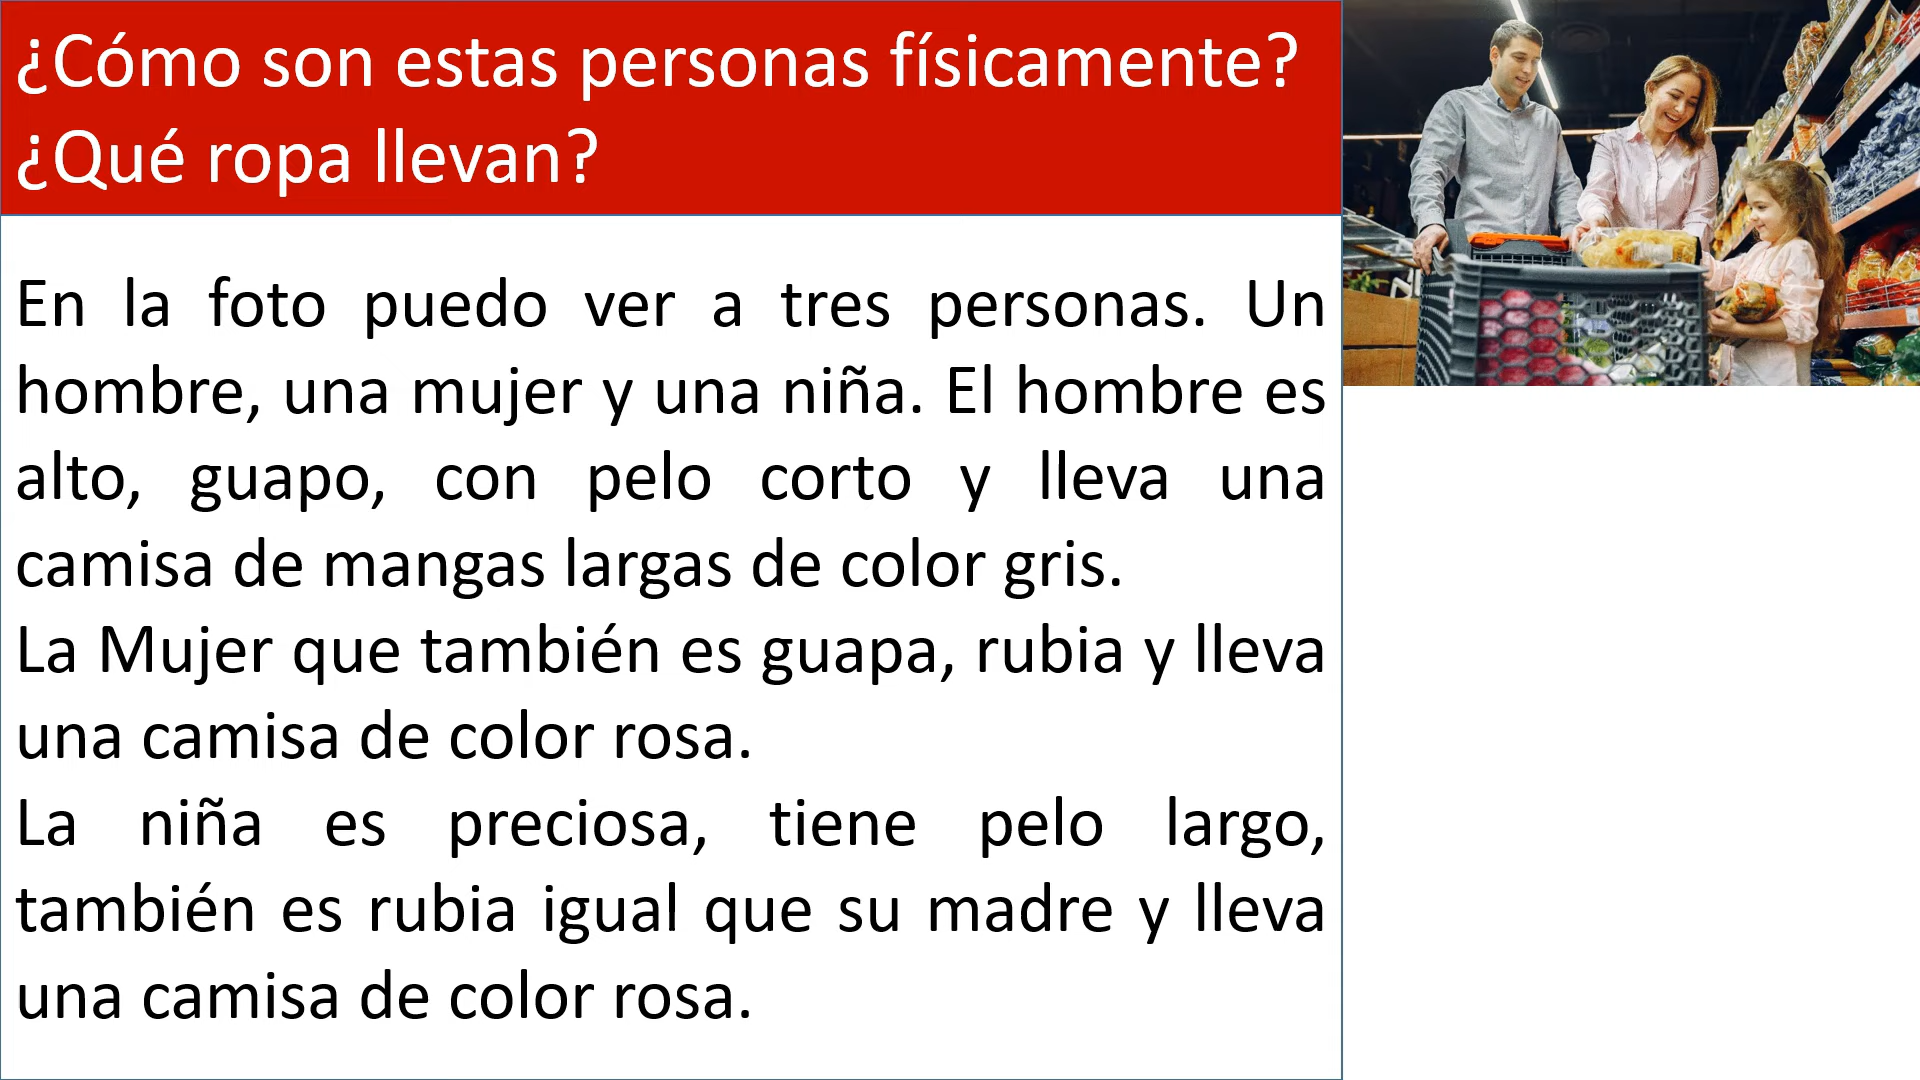 ¿Cómo son estas personas físicamente?
¿Qué ropa llevan?
En la foto puedo ver a tres personas. Un
hombre, una mujer y una niña. El hombre es
alto, guapo, con pelo corto y lleva una
camisa de mangas largas de color gris.
La Mujer que también es guapa, rubia y lleva
una camisa de color rosa.
La niña es preciosa, tiene pelo largo,
también es rubia igual que su madre y lleva
una camisa de color rosa.